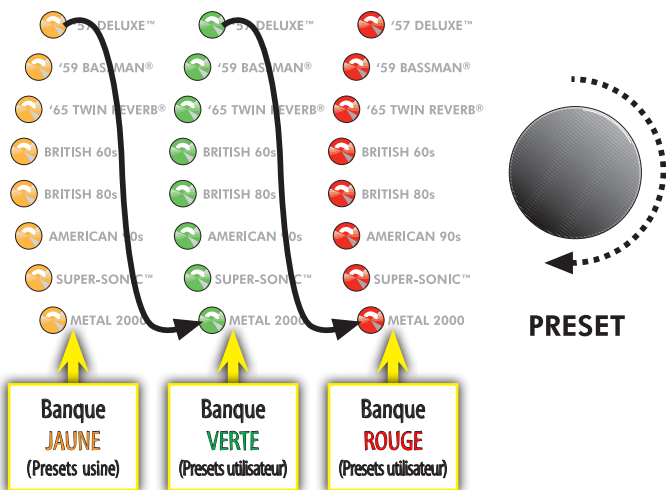 '57 DELUXE™
'59 BASSMAN®
'65 TWIN REVERB®
BRITISH 60s
BRITISH 80s
AMERICAN 90s
SUPER-SONIC™
METAL 2000
'57 DELUXE™
'59 BASSMAN®
'65 TWIN REVERB®
BRITISH 60s
BRITISH 80s
AMERICAN 90s
SUPER-SONIC™
METAL 2000
'57 DELUXE™
'59 BASSMAN®
'65 TWIN REVERB®
BRITISH 60s
BRITISH 80s
AMERICAN 90s
SUPER-SONIC™
METAL 2000
PRESET
Banque
JAUNE
(Presets usine)
Banque
VERTE
(Presets utilisateur)
Banque
ROUGE
(Presets utilisateur)